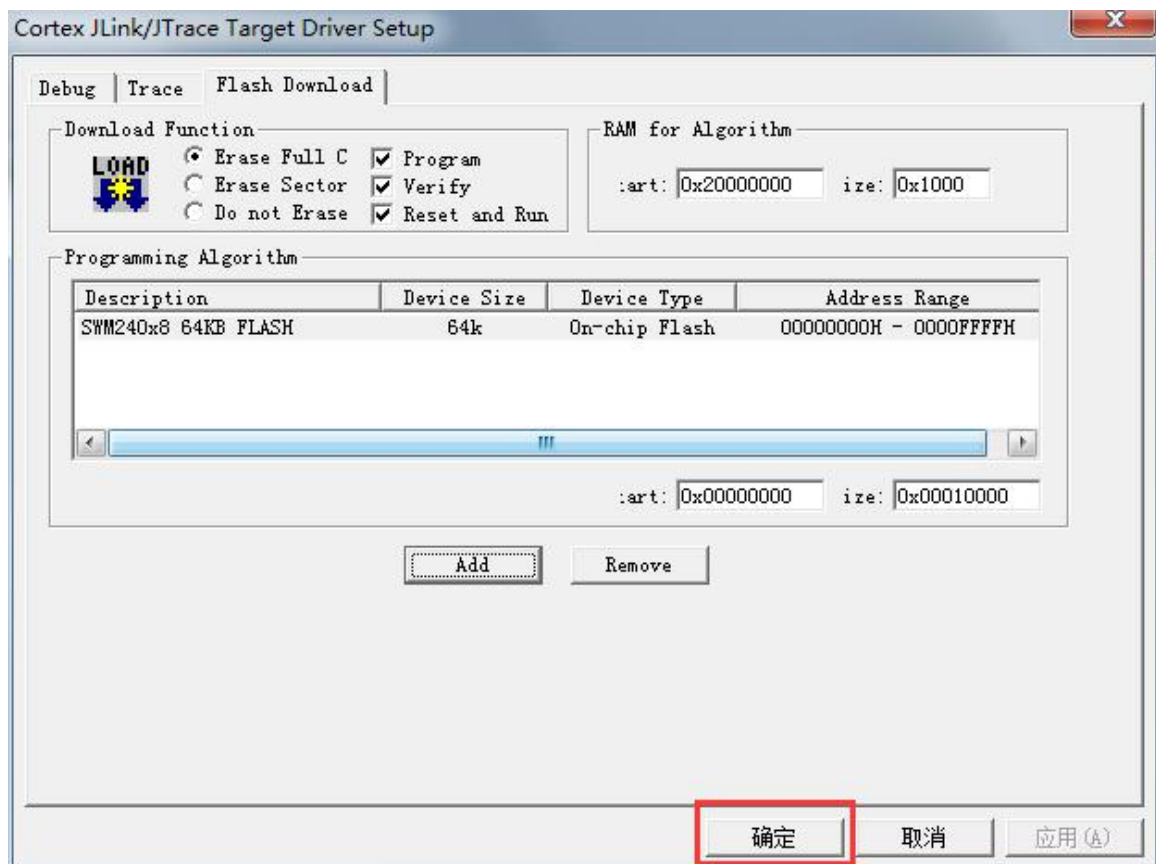 Cortex JLink/JTrace Target Driver Setup
Debug Trace Flash Download
Download Function
LOAD
Erase Full C
Erase Sector
Do not Erase
Program
Verify
Reset and Run
RAM for Algorithm
:art: 0x20000000 ize: 0x1000
Programming Algorithm
Description Device Size Device Type Address Range
SWM240x8 64KB FLASH 64k On-chip Flash 00000000H - 0000FFFFH
:art: 0x00000000 ize: 0x00010000
Add Remove
确定 取消 应用(A)